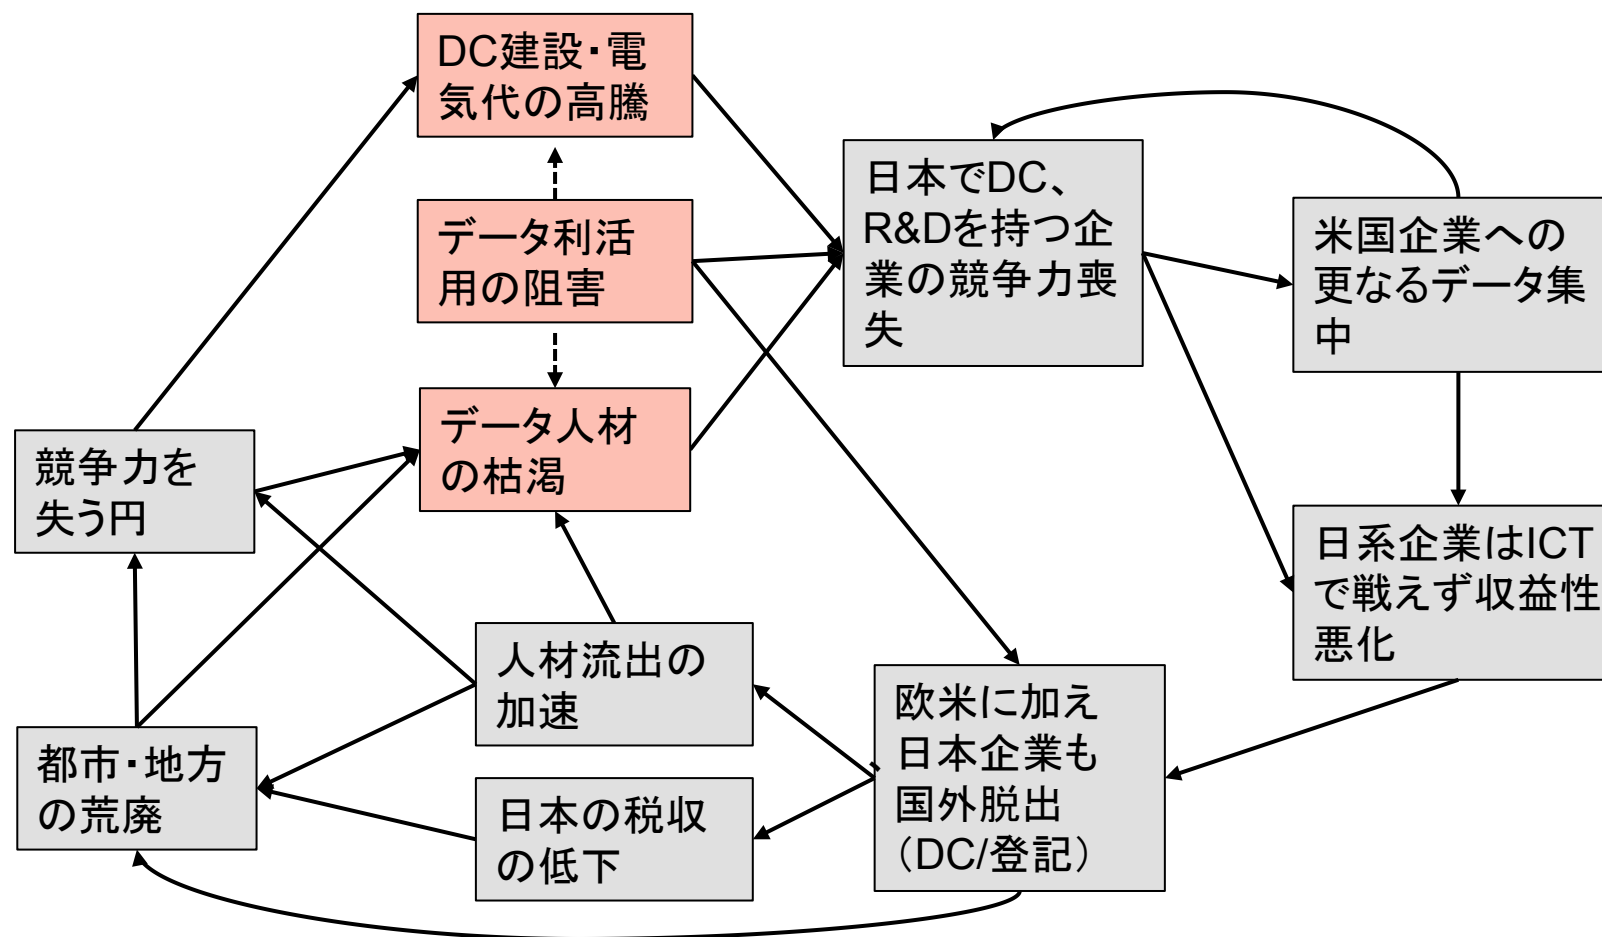 DC建設・電
気代の高騰
データ利活
用の阻害
データ人材
の枯渇
日本でDC、
R&Dを持つ企
業の競争力喪
失
米国企業への
更なるデータ集
中
日系企業はICT
で戦えず収益性
悪化
競争力を
失う円
人材流出の
加速
欧米に加え
日本企業も
国外脱出
（DC/登記）
都市・地方
の荒廃
日本の税収
の低下